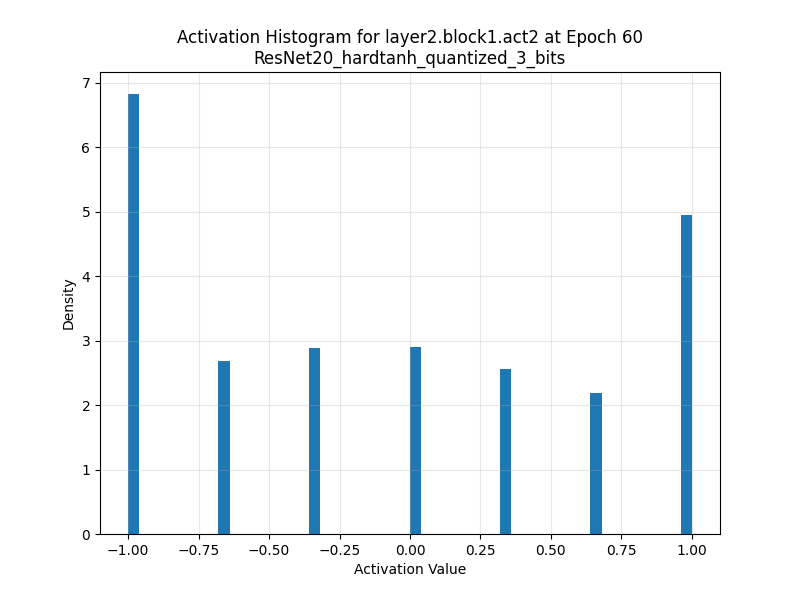 Activation Histogram for layer2.block1.act2 at Epoch 60
ResNet20_hardtanh_quantized_3_bits
7
6
5
4
3
2
1
0
Density
−1.00 −0.75 −0.50 −0.25 0.00 0.25 0.50 0.75 1.00
Activation Value